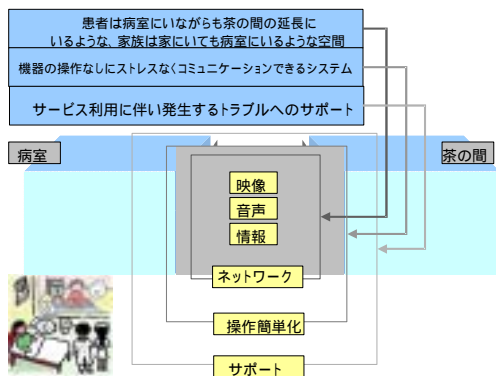 患者は病室にいながらも茶の間の延長に
いるような、家族は家にいても病室にいるような空間
機器の操作なしにストレスなくコミュニケーションできるシステム
サービス利用に伴い発生するトラブルへのサポート
病室
茶の間
映像
音声
情報
ネットワーク
操作簡単化
サポート